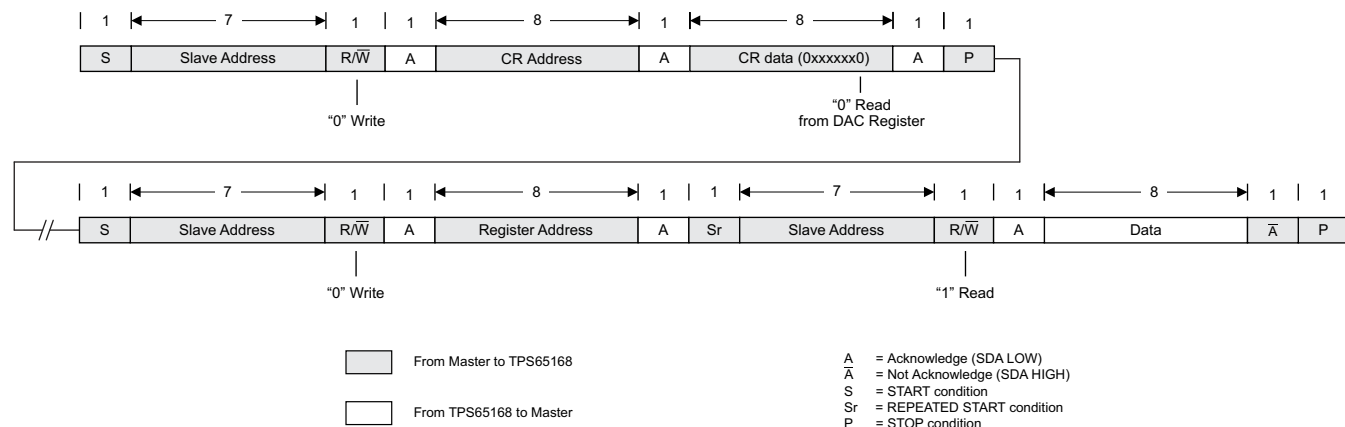 1 7 1 1 8 1 8 1 1
S Slave Address R/W̅ A CR Address A CR data (0xxxxxx0) A P
“0” Write
“0” Read
from DAC Register
1 7 1 1 8 1 1 7 1 1 8 1 1
S Slave Address R/W̅ A Register Address A Sr Slave Address R/W̅ A Data A̅ P
“0” Write “1” Read
From Master to TPS65168
From TPS65168 to Master
A = Acknowledge (SDA LOW)
A̅ = Not Acknowledge (SDA HIGH)
S = START condition
Sr = REPEATED START condition
P = STOP condition